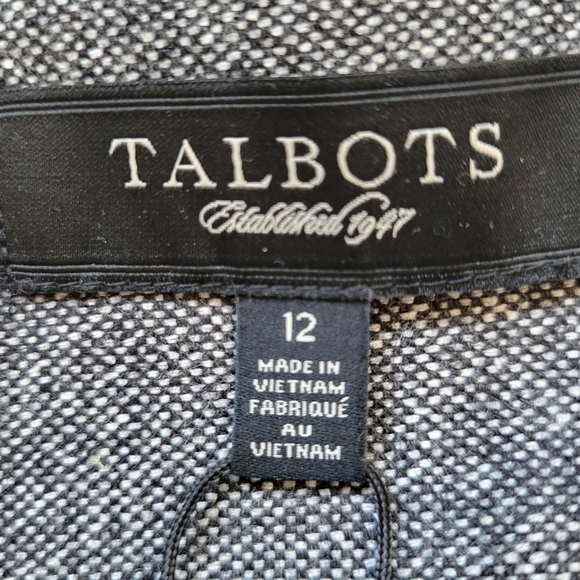 TALBOTS
Established 1947
12
MADE IN
VIETNAM
FABRIQUÉ
AU
VIETNAM